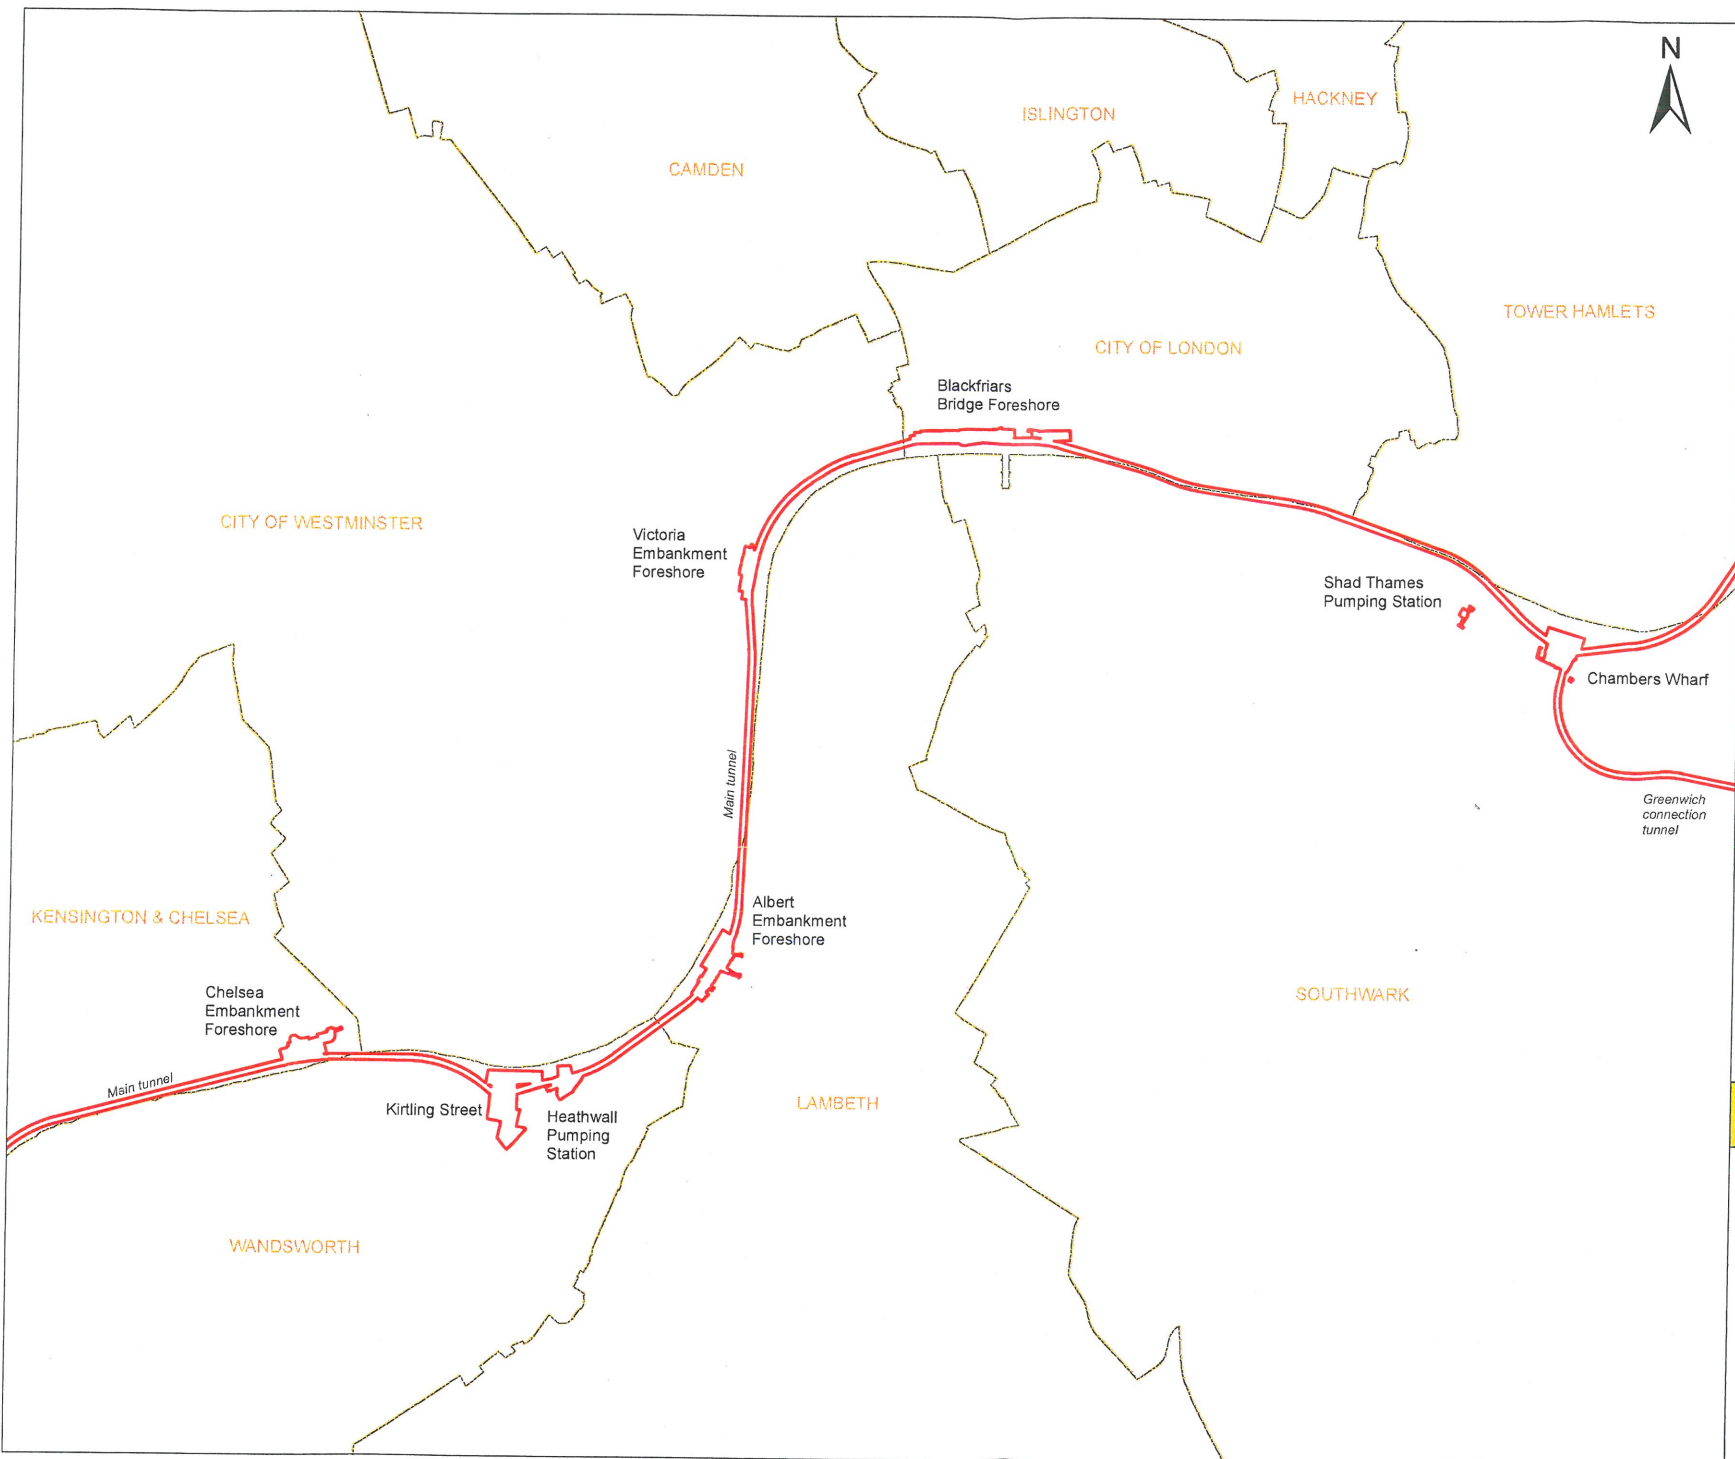 N
HACKNEY
ISLINGTON
CAMDEN
TOWER HAMLETS
CITY OF LONDON
Blackfriars
Bridge Foreshore
CITY OF WESTMINSTER
Victoria
Embankment
Foreshore
Shad Thames
Pumping Station
Chambers Wharf
Main tunnel
Greenwich
connection
tunnel
KENSINGTON & CHELSEA
Albert
Embankment
Foreshore
Chelsea
Embankment
Foreshore
SOUTHWARK
Main tunnel
Kirtling Street
Heathwall
Pumping
Station
LAMBETH
WANDSWORTH